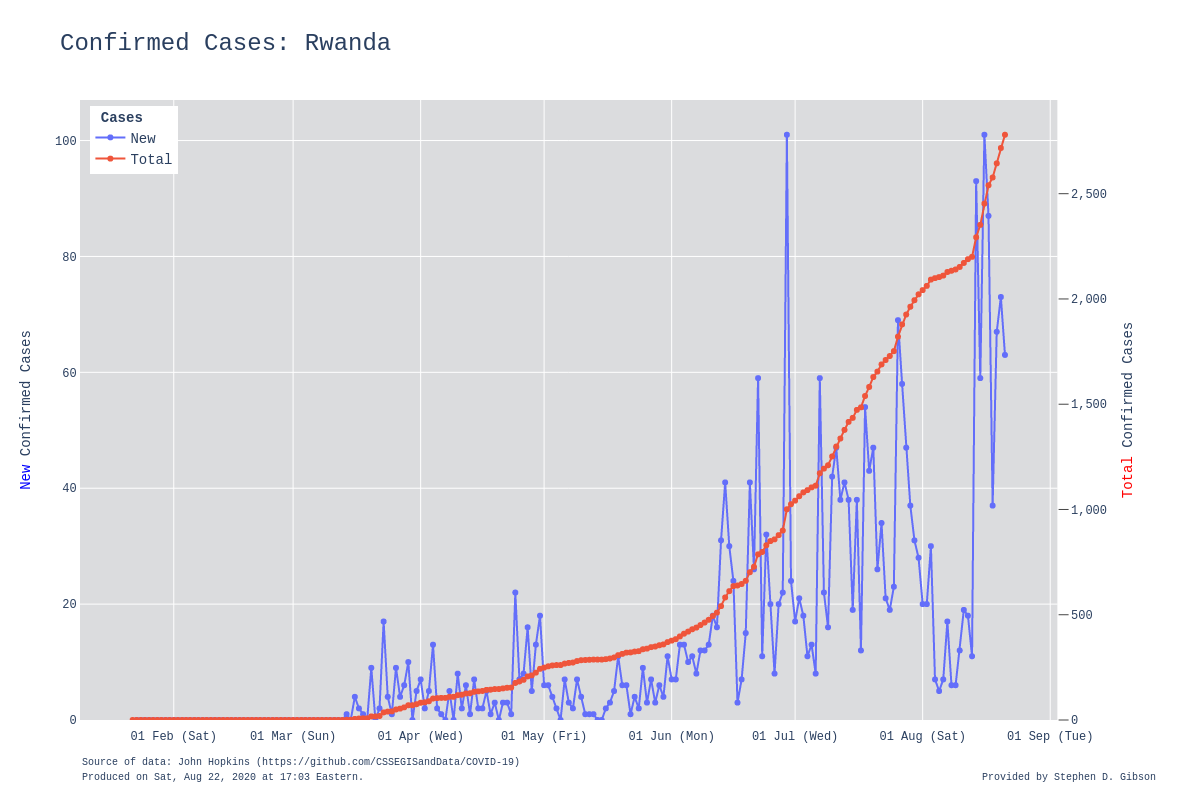 Confirmed Cases: Rwanda
Cases
New
Total
100
80
60
40
20
0
2,500
2,000
1,500
1,000
500
0
New Confirmed Cases
Total Confirmed Cases
01 Feb (Sat)
01 Mar (Sun)
01 Apr (Wed)
01 May (Fri)
01 Jun (Mon)
01 Jul (Wed)
01 Aug (Sat)
01 Sep (Tue)
Source of data: John Hopkins (https://github.com/CSSEGISandData/COVID-19)
Produced on Sat, Aug 22, 2020 at 17:03 Eastern.
Provided by Stephen D. Gibson